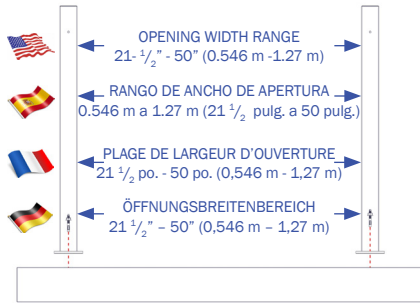 OPENING WIDTH RANGE
21- 1/2” - 50” (0.546 m -1.27 m)
RANGO DE ANCHO DE APERTURA
0.546 m a 1.27 m (21 1/2 pulg. a 50 pulg.)
PLAGE DE LARGEUR D’OUVERTURE
21 1/2 po. - 50 po. (0,546 m - 1,27 m)
ÖFFNUNGSBREITENBEREICH
21 1/2” – 50” (0,546 m – 1,27 m)